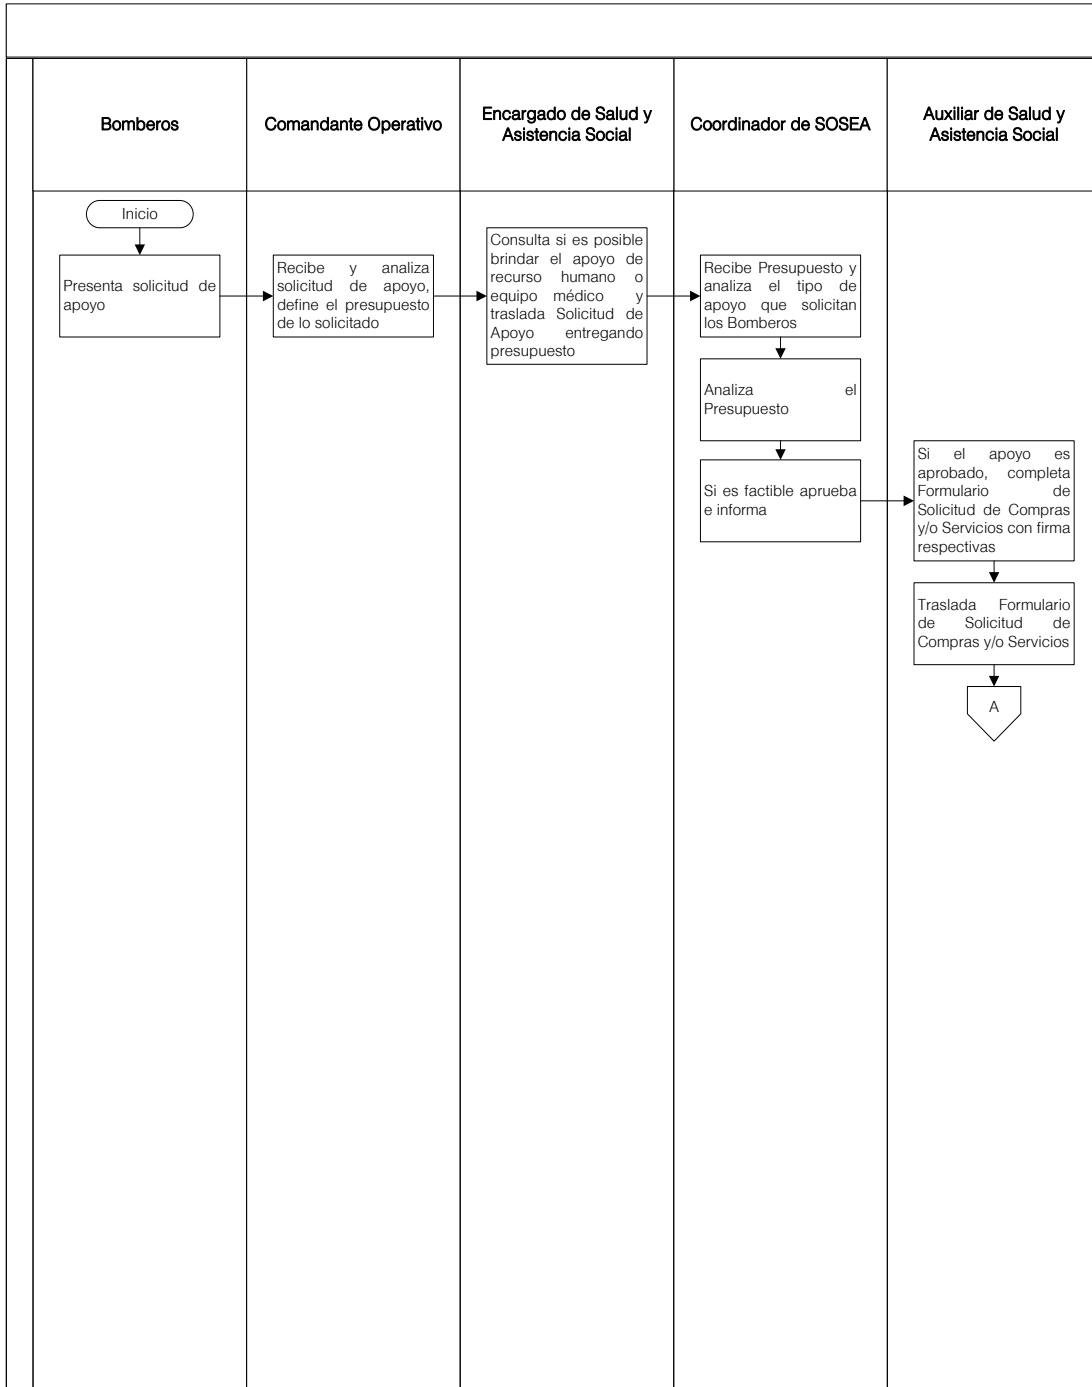 Bomberos
Comandante Operativo
Encargado de Salud y
Asistencia Social
Coordinador de SOSEA
Auxiliar de Salud y
Asistencia Social
Inicio
Presenta solicitud de
apoyo
Recibe y analiza
solicitud de apoyo,
define el presupuesto
de lo solicitado
Consulta si es posible
brindar el apoyo de
recurso humano o
equipo médico y
traslada Solicitud de
Apoyo entregando
presupuesto
Recibe Presupuesto y
analiza el tipo de
apoyo que solicitan
los Bomberos
Analiza el
Presupuesto
Si es factible aprueba
e informa
Si el apoyo es
aprobado, completa
Formulario de
Solicitud de Compras
y/o Servicios con firma
respectivas
Traslada Formulario
de Solicitud de
Compras y/o Servicios
A